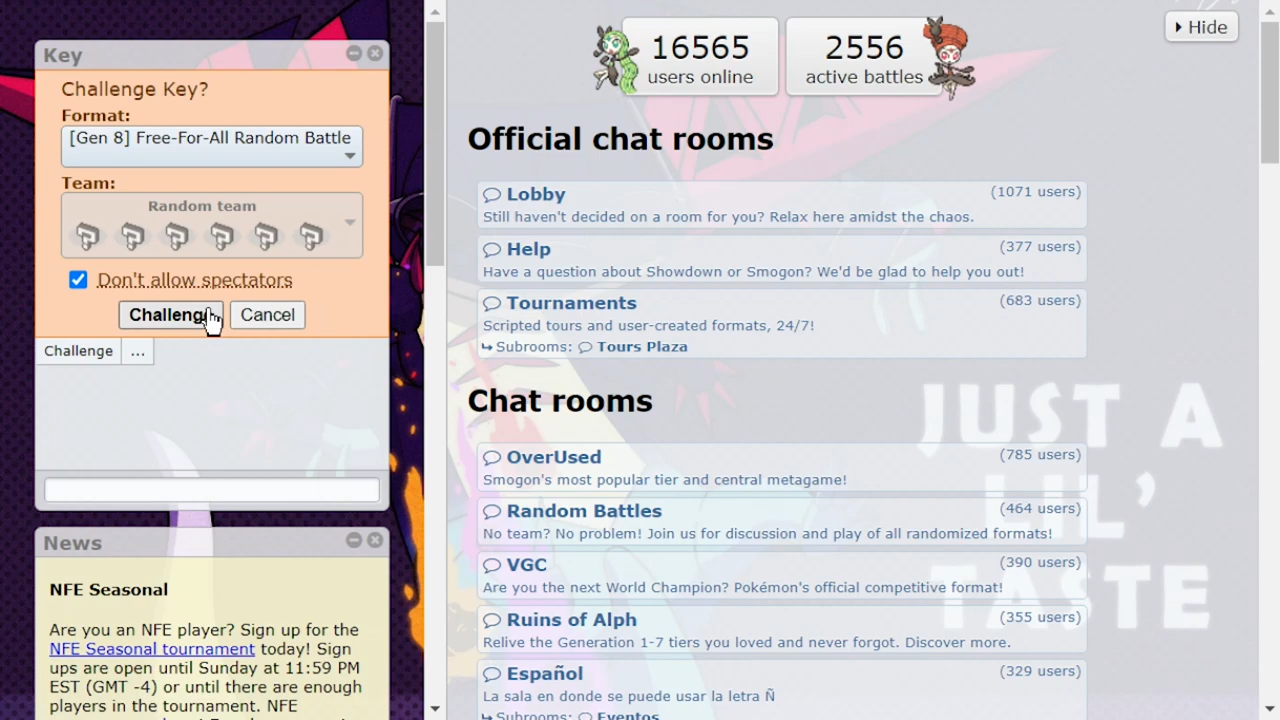 Key
Challenge Key?
Format:
[Gen 8] Free-For-All Random Battle
Team:
Random team
Don't allow spectators
Challenge
Cancel
Challenge
...
News
NFE Seasonal
Are you an NFE player? Sign up for the
NFE Seasonal tournament today! Sign
ups are open until Sunday at 11:59 PM
EST (GMT -4) or until there are enough
players in the tournament. NFE
16565
users online
2556
active battles
Hide
Official chat rooms
Lobby
(1071 users)
Still haven't decided on a room for you? Relax here amidst the chaos.
Help
(377 users)
Have a question about Showdown or Smogon? We'd be glad to help you out!
Tournaments
(683 users)
Scripted tours and user-created formats, 24/7!
Subrooms: Tours Plaza
Chat rooms
OverUsed
(785 users)
Smogon's most popular tier and central metagame!
Random Battles
(464 users)
No team? No problem! Join us for discussion and play of all randomized formats!
VGC
(390 users)
Are you the next World Champion? Pokémon's official competitive format!
Ruins of Alph
(355 users)
Relive the Generation 1-7 tiers you loved and never forgot. Discover more.
Español
(329 users)
La sala en donde se puede usar la letra Ñ
Subrooms: Eventos
JUST A
LIL'
TASTE